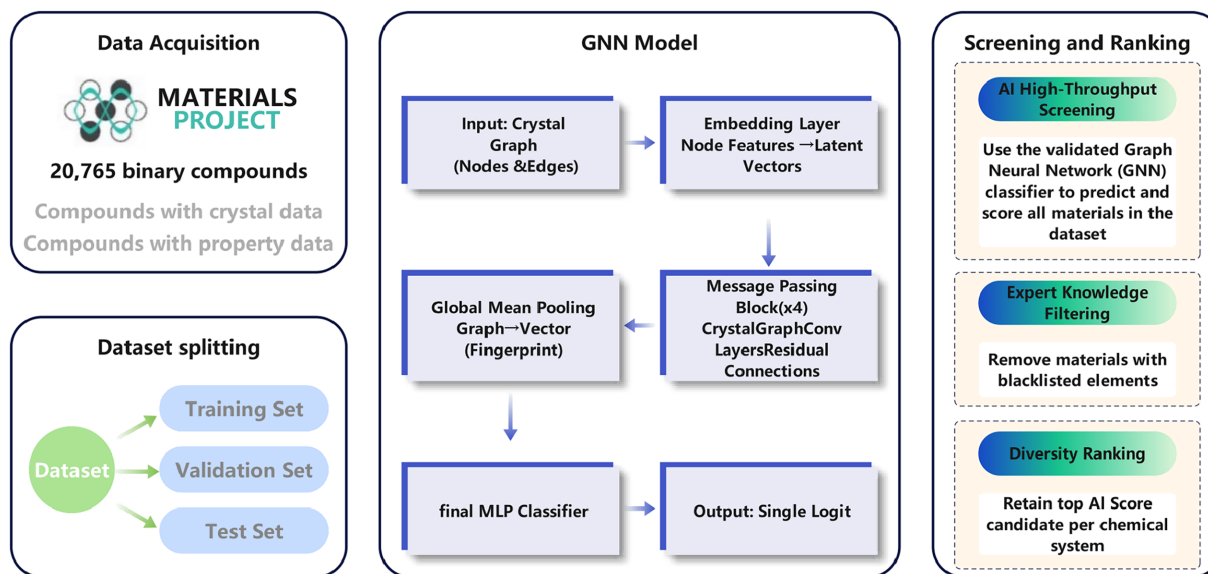 Data Acquisition
MATERIALS
PROJECT
20,765 binary compounds
Compounds with crystal data
Compounds with property data
Dataset splitting
Dataset
Training Set
Validation Set
Test Set
GNN Model
Input: Crystal
Graph
(Nodes &Edges)
Embedding Layer
Node Features →Latent
Vectors
Message Passing
Block(x4)
CrystalGraphConv
LayersResidual
Connections
Global Mean Pooling
Graph→Vector
(Fingerprint)
final MLP Classifier
Output: Single Logit
Screening and Ranking
AI High-Throughput
Screening
Use the validated Graph
Neural Network (GNN)
classifier to predict and
score all materials in the
dataset
Expert Knowledge
Filtering
Remove materials with
blacklisted elements
Diversity Ranking
Retain top AI Score
candidate per chemical
system